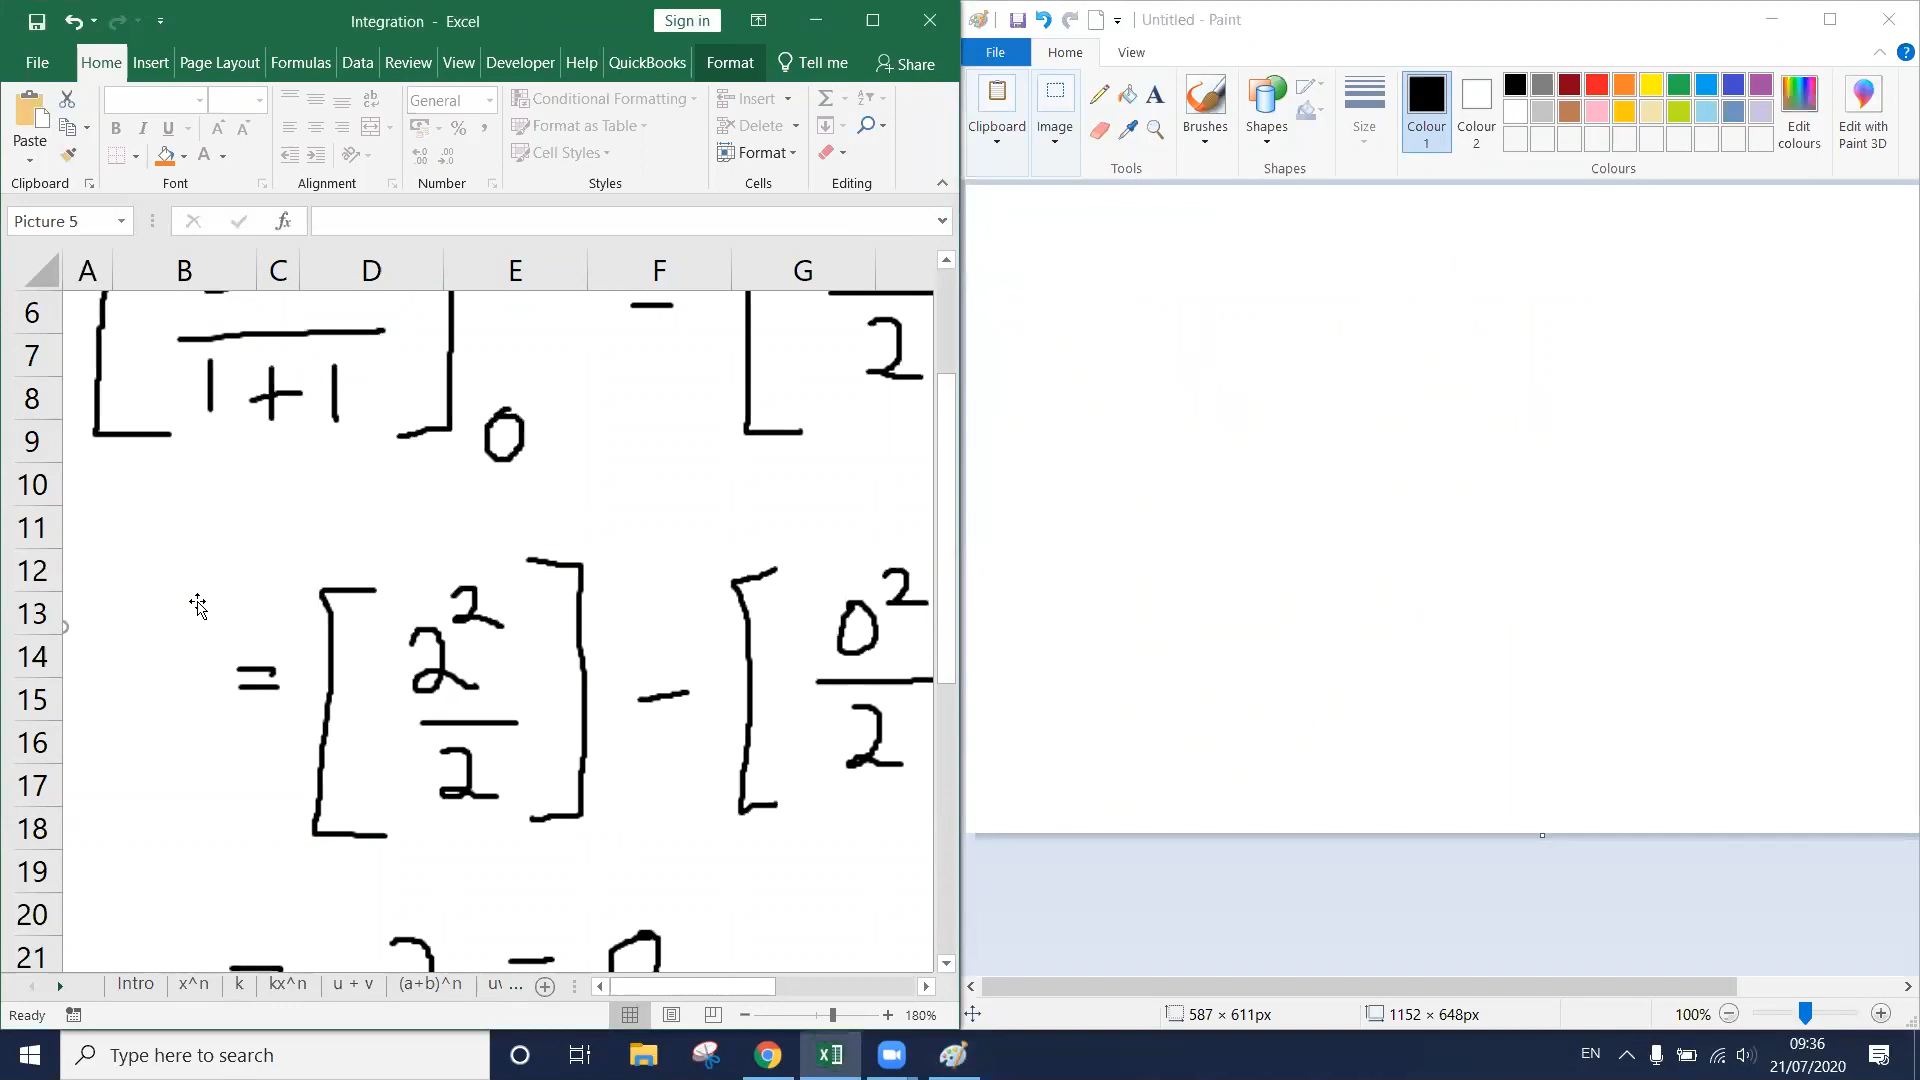 Integration - Excel
Sign in
Untitled - Paint
File Home Insert Page Layout Formulas Data Review View Developer Help QuickBooks Format Tell me Share
File Home View
General
Conditional Formatting
Format as Table
Cell Styles
Insert
Delete
Format
Paste
Clipboard Font Alignment Number Styles Cells Editing
Clipboard
Image
Tools
Brushes
Shapes
Shapes
Size
Colour 1
Colour 2
Edit colours
Edit with Paint 3D
Colours
Picture 5
fx
A B C D E F G
6
7
8
9
10
11
12
13
14
15
16
17
18
19
20
21
1 + 1
0
2
= [ 2^2 / 2 ] - [ 0^2 / 2
Intro x^n k kx^n u + v (a+b)^n uv ...
Ready
180%
587 × 611px
1152 × 648px
100%
Type here to search
EN
09:36
21/07/2020